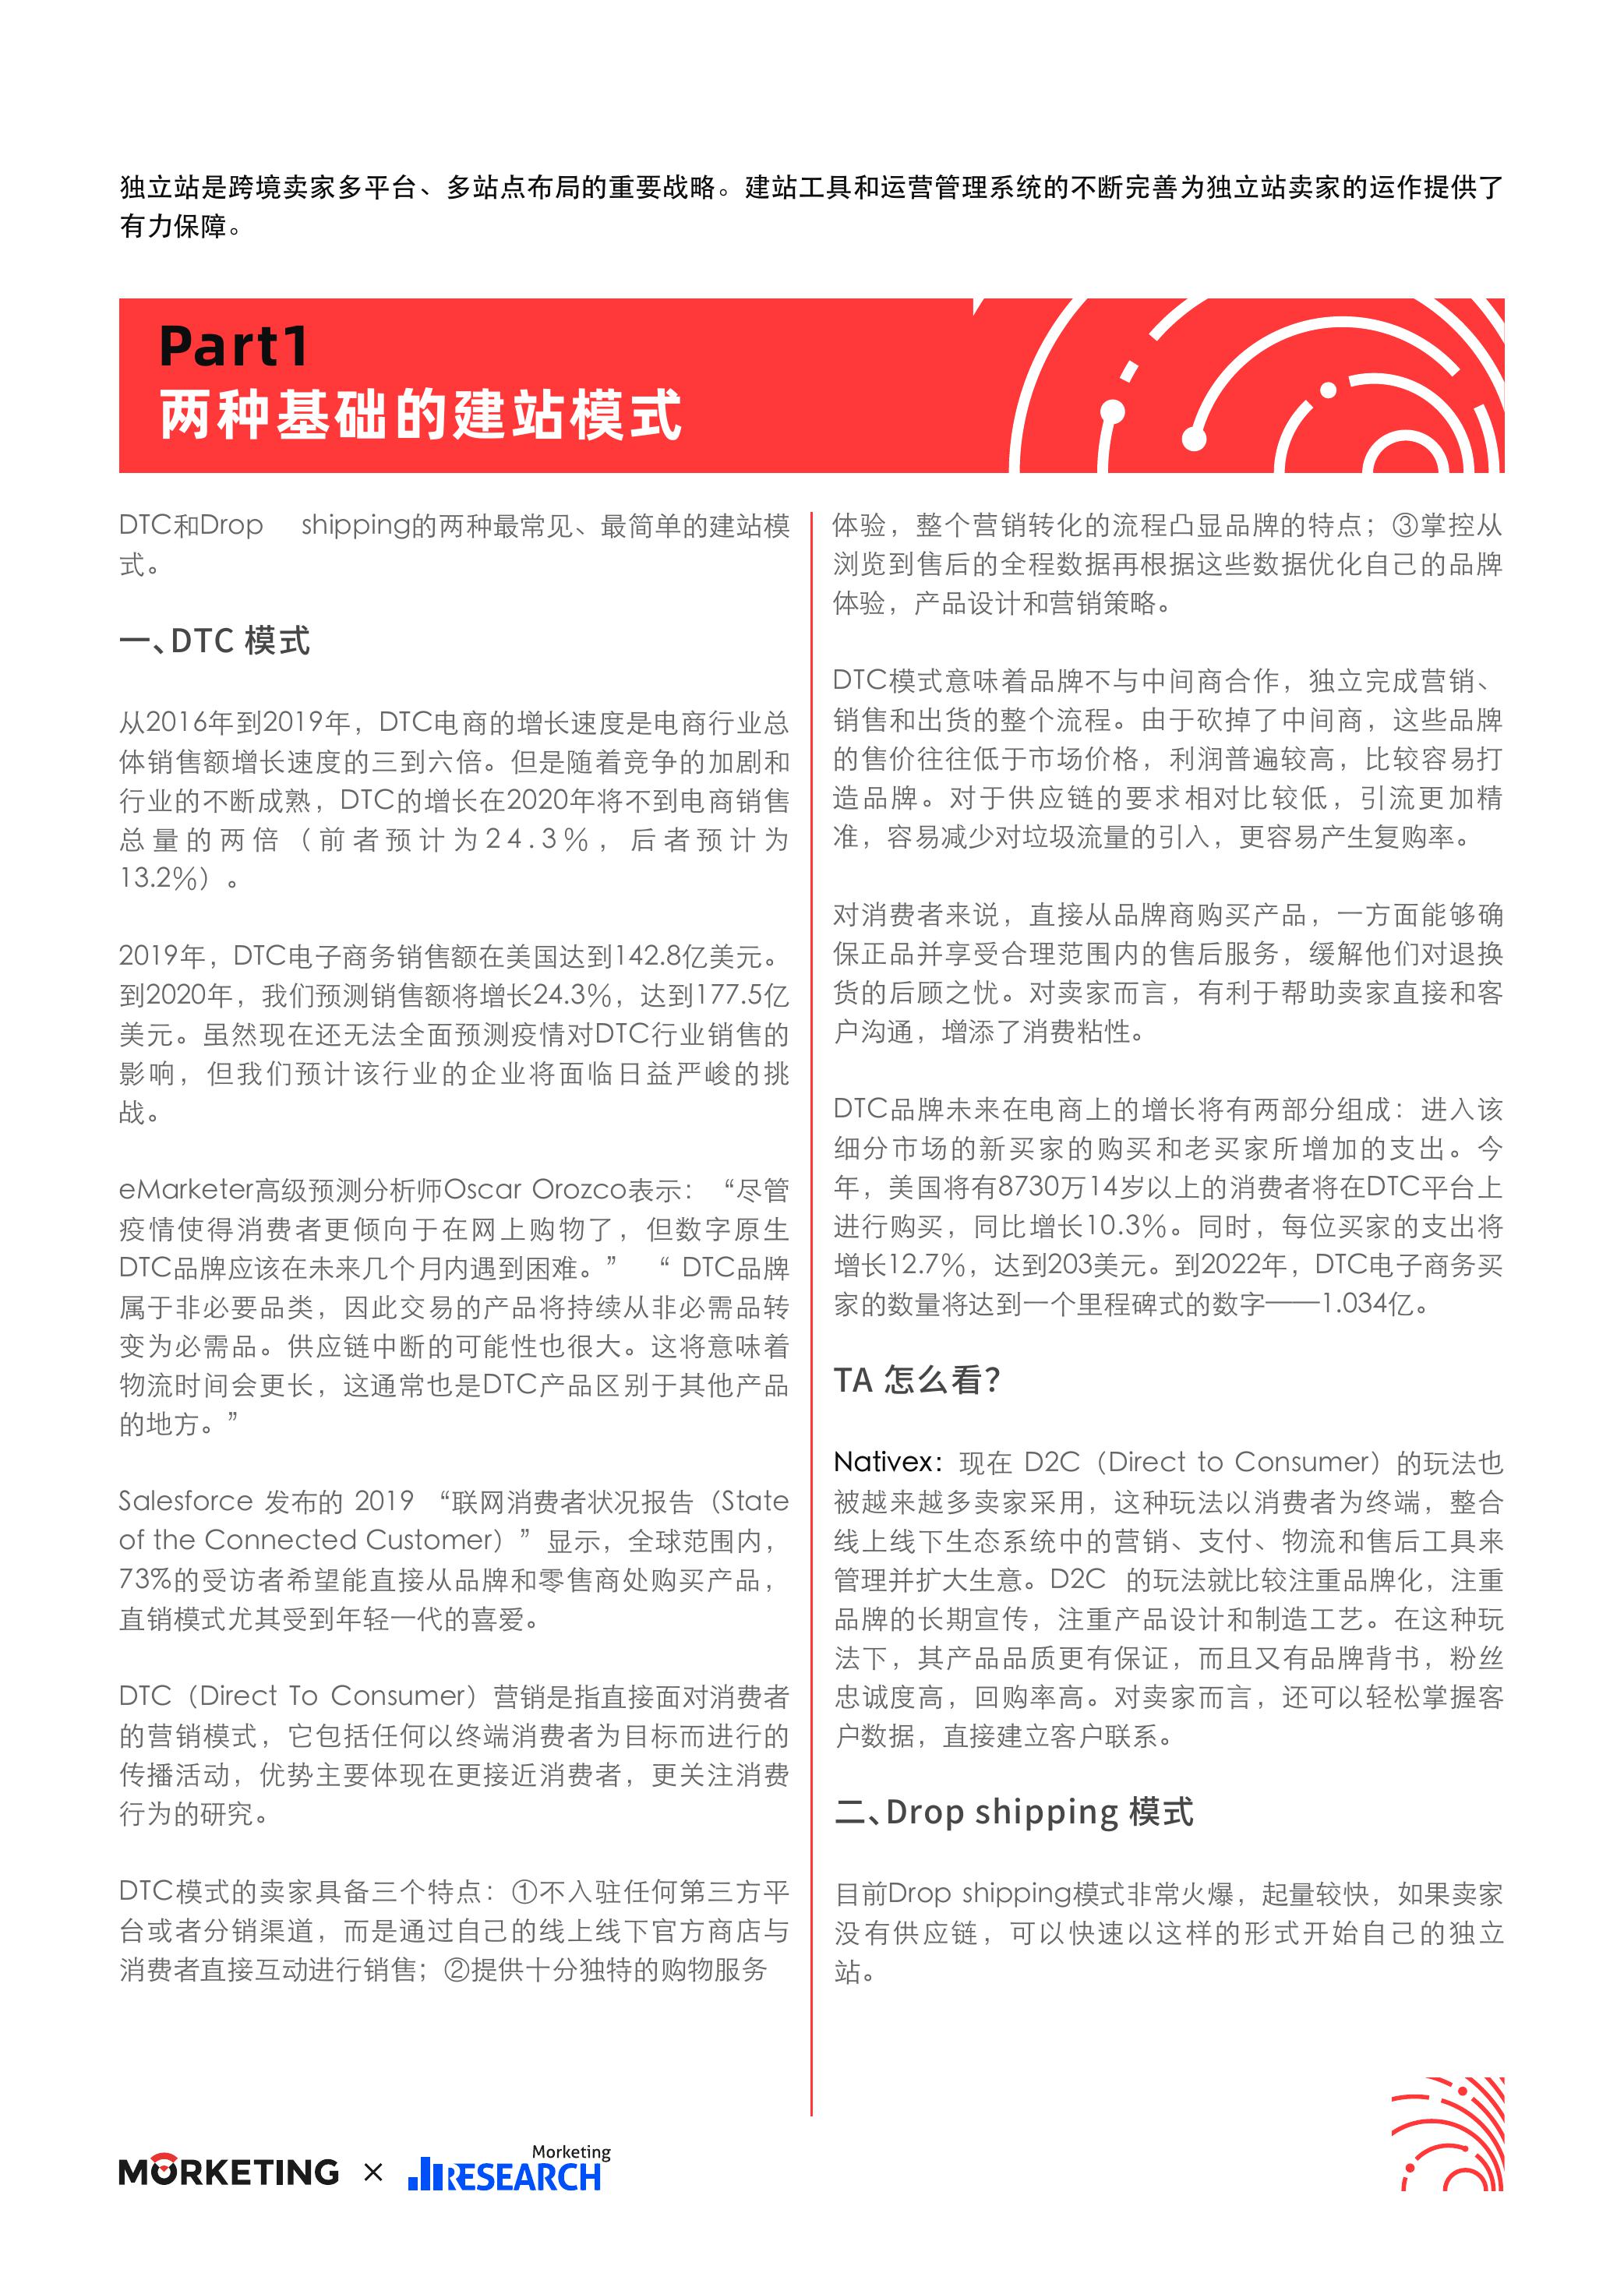 独立站是跨境卖家多平台、多站点布局的重要战略。建站工具和运营管理系统的不断完善为独立站卖家的运作提供了
有力保障。
Part1
两种基础的建站模式
DTC和Drop shipping的两种最常见、最简单的建站模
式。
一、DTC 模式
从2016年到2019年，DTC电商的增长速度是电商行业总
体销售额增长速度的三到六倍。但是随着竞争的加剧和
行业的不断成熟，DTC的增长在2020年将不到电商销售
总量的两倍（前者预计为24.3%，后者预计为
13.2%）。
2019年，DTC电子商务销售额在美国达到142.8亿美元。
到2020年，我们预测销售额将增长24.3%，达到177.5亿
美元。虽然现在还无法全面预测疫情对DTC行业销售的
影响，但我们预计该行业的企业将面临日益严峻的挑
战。
eMarketer高级预测分析师Oscar Orozco表示：“尽管
疫情使得消费者更倾向于在网上购物了，但数字原生
DTC品牌应该在未来几个月内遇到困难。” “ DTC品牌
属于非必要品类，因此交易的产品将持续从非必需品转
变为必需品。供应链中断的可能性也很大。这将意味着
物流时间会更长，这通常也是DTC产品区别于其他产品
的地方。”
Salesforce 发布的 2019 “联网消费者状况报告（State
of the Connected Customer）”显示，全球范围内，
73%的受访者希望能直接从品牌和零售商处购买产品，
直销模式尤其受到年轻一代的喜爱。
DTC（Direct To Consumer）营销是指直接面对消费者
的营销模式，它包括任何以终端消费者为目标而进行的
传播活动，优势主要体现在更接近消费者，更关注消费
行为的研究。
DTC模式的卖家具备三个特点：①不入驻任何第三方平
台或者分销渠道，而是通过自己的线上线下官方商店与
消费者直接互动进行销售；②提供十分独特的购物服务
体验，整个营销转化的流程凸显品牌的特点；③掌控从
浏览到售后的全程数据再根据这些数据优化自己的品牌
体验，产品设计和营销策略。
DTC模式意味着品牌不与中间商合作，独立完成营销、
销售和出货的整个流程。由于砍掉了中间商，这些品牌
的售价往往低于市场价格，利润普遍较高，比较容易打
造品牌。对于供应链的要求相对比较低，引流更加精
准，容易减少对垃圾流量的引入，更容易产生复购率。
对消费者来说，直接从品牌商购买产品，一方面能够确
保正品并享受合理范围内的售后服务，缓解他们对退换
货的后顾之忧。对卖家而言，有利于帮助卖家直接和客
户沟通，增添了消费粘性。
DTC品牌未来在电商上的增长将有两部分组成：进入该
细分市场的新买家的购买和老买家所增加的支出。今
年，美国将有8730万14岁以上的消费者将在DTC平台上
进行购买，同比增长10.3%。同时，每位买家的支出将
增长12.7%，达到203美元。到2022年，DTC电子商务买
家的数量将达到一个里程碑式的数字——1.034亿。
TA 怎么看？
Nativex：现在 D2C（Direct to Consumer）的玩法也
被越来越多卖家采用，这种玩法以消费者为终端，整合
线上线下生态系统中的营销、支付、物流和售后工具来
管理并扩大生意。D2C 的玩法就比较注重品牌化，注重
品牌的长期宣传，注重产品设计和制造工艺。在这种玩
法下，其产品品质更有保证，而且又有品牌背书，粉丝
忠诚度高，回购率高。对卖家而言，还可以轻松掌握客
户数据，直接建立客户联系。
二、Drop shipping 模式
目前Drop shipping模式非常火爆，起量较快，如果卖家
没有供应链，可以快速以这样的形式开始自己的独立
站。
MORKETING × Morketing RESEARCH